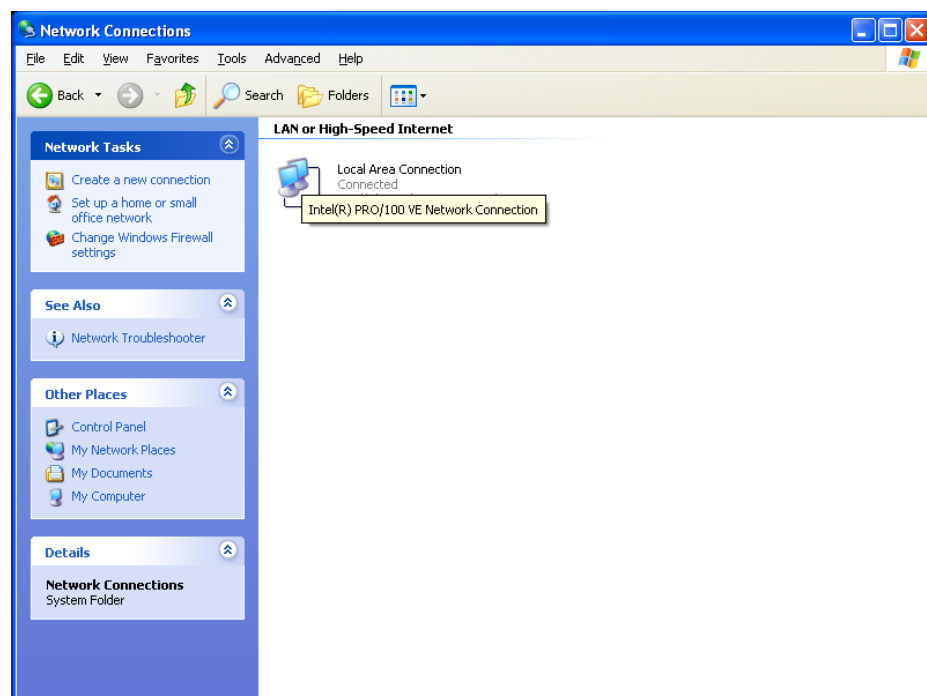 Network Connections
File Edit View Favorites Tools Advanced Help
Back Search Folders
Network Tasks
Create a new connection
Set up a home or small
office network
Change Windows Firewall
settings
See Also
Network Troubleshooter
Other Places
Control Panel
My Network Places
My Documents
My Computer
Details
Network Connections
System Folder
LAN or High-Speed Internet
Local Area Connection
Connected
Intel(R) PRO/100 VE Network Connection